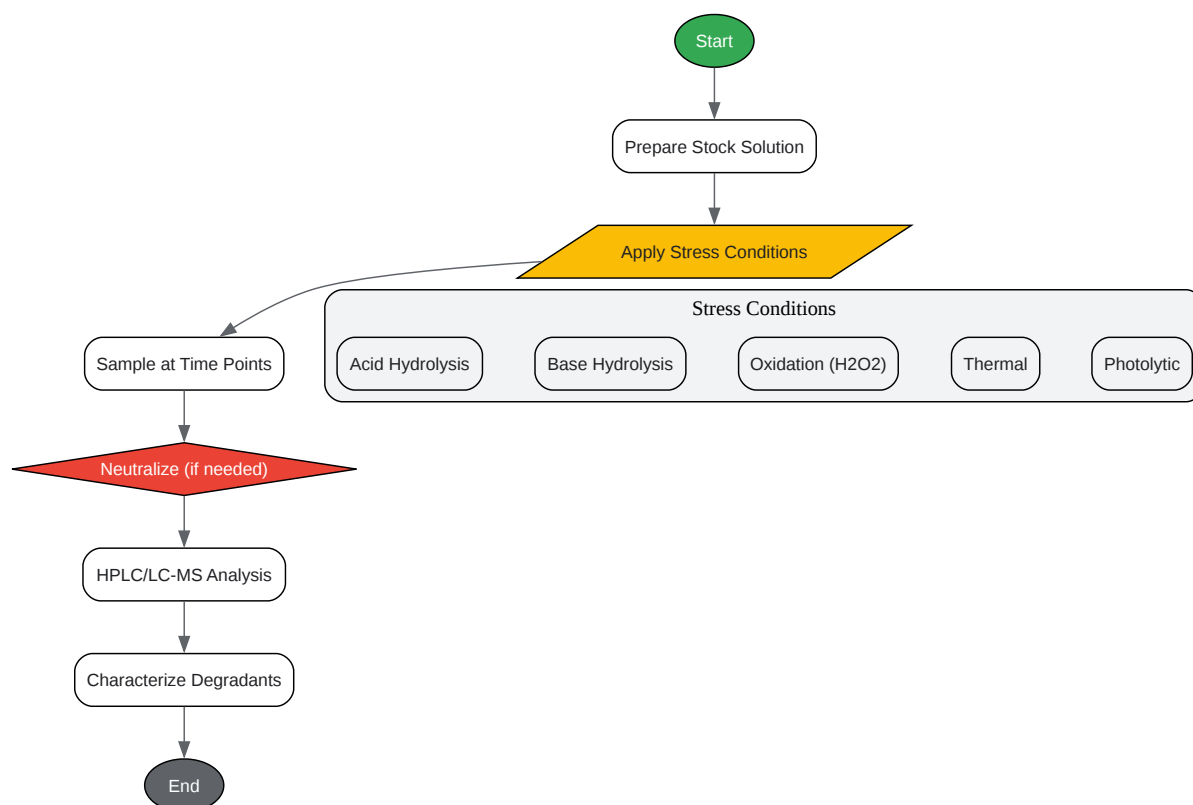 Start
Prepare Stock Solution
Apply Stress Conditions
Stress Conditions
Acid Hydrolysis
Base Hydrolysis
Oxidation (H2O2)
Thermal
Photolytic
Sample at Time Points
Neutralize (if needed)
HPLC/LC-MS Analysis
Characterize Degradants
End